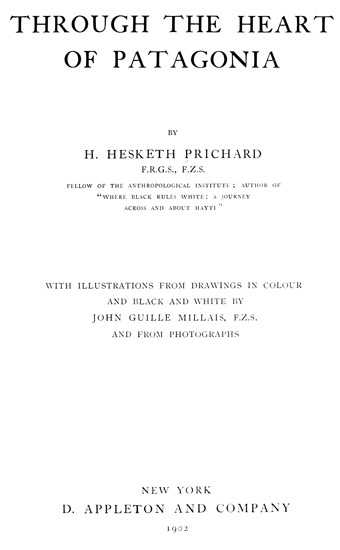 THROUGH THE HEART
OF PATAGONIA
BY
H. HESKETH PRICHARD
F.R.G.S., F.Z.S.
FELLOW OF THE ANTHROPOLOGICAL INSTITUTE; AUTHOR OF
"WHERE BLACK RULES WHITE; A JOURNEY
ACROSS AND ABOUT HAYTI"
WITH ILLUSTRATIONS FROM DRAWINGS IN COLOUR
AND BLACK AND WHITE BY
JOHN GUILLE MILLAIS, F.Z.S.
AND FROM PHOTOGRAPHS
NEW YORK
D. APPLETON AND COMPANY
1902